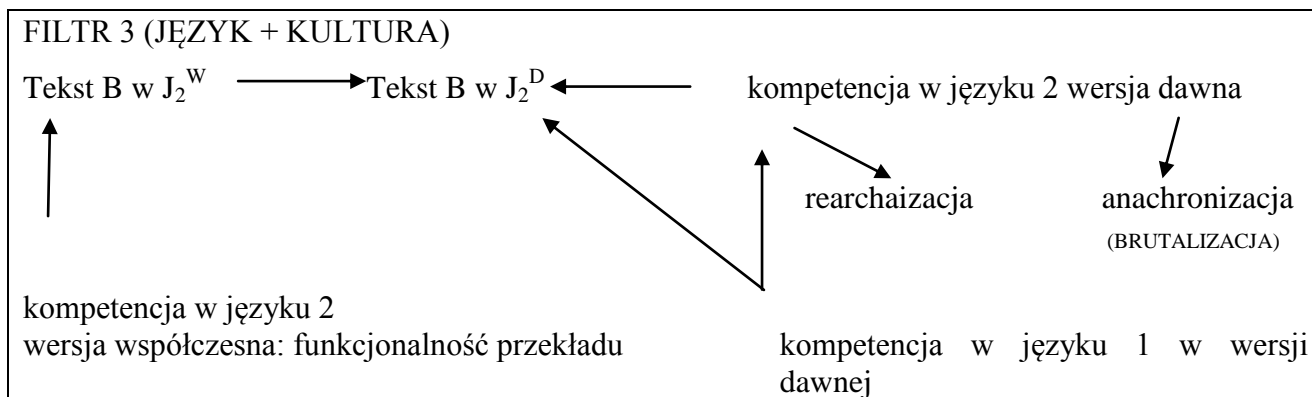 FILTR 3 (JĘZYK + KULTURA)
Tekst B w J₂ᵂ Tekst B w J₂ᴰ kompetencja w języku 2 wersja dawna
rearchaizacja anachronizacja
(BRUTALIZACJA)
kompetencja w języku 2
wersja współczesna: funkcjonalność przekładu kompetencja w języku 1 w wersji
dawnej